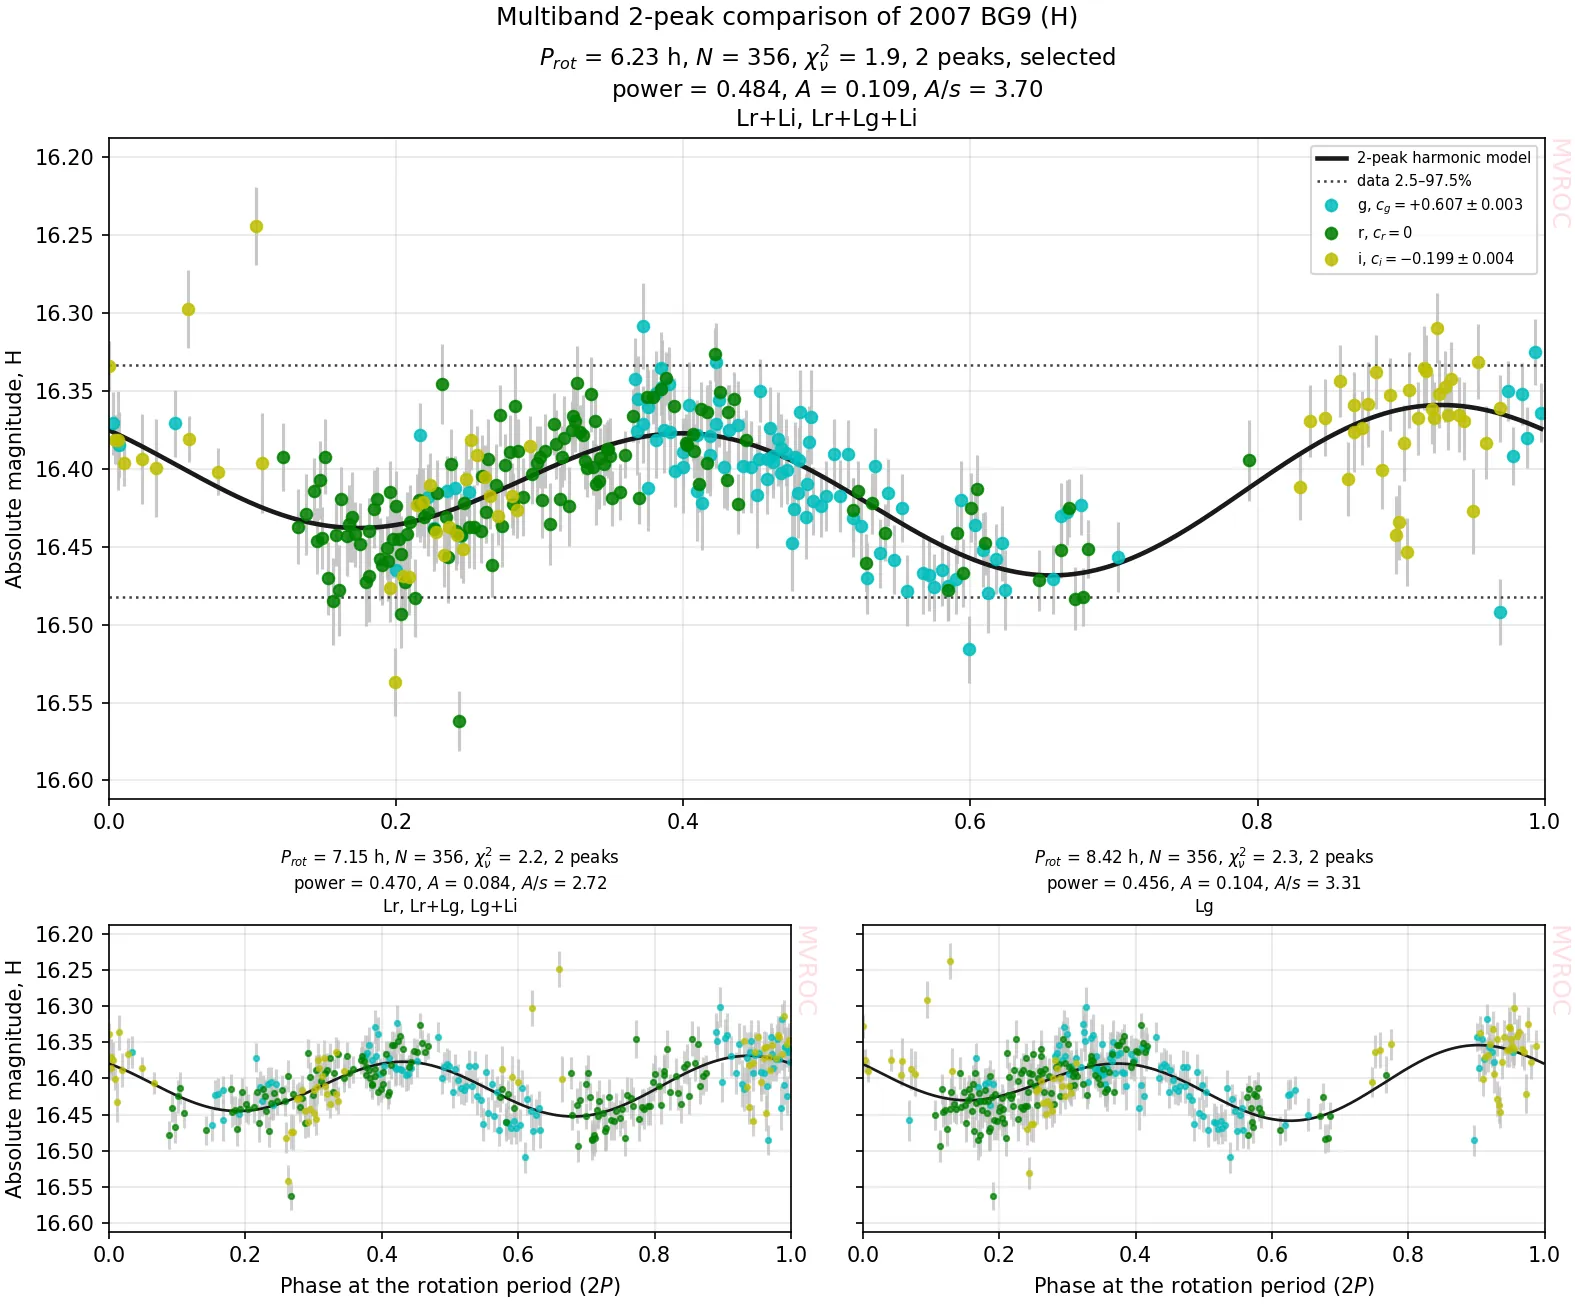 Multiband 2-peak comparison of 2007 BG9 (H)
P_rot = 6.23 h, N = 356, χ²_ν = 1.9, 2 peaks, selected
power = 0.484, A = 0.109, A/s = 3.70
Lr+Li, Lr+Lg+Li
16.20
16.25
16.30
16.35
16.40
16.45
16.50
16.55
16.60
Absolute magnitude, H
2-peak harmonic model
data 2.5–97.5%
g, c_g = +0.607 ± 0.003
r, c_r = 0
i, c_i = −0.199 ± 0.004
MVROC
0.0 0.2 0.4 0.6 0.8 1.0
P_rot = 7.15 h, N = 356, χ²_ν = 2.2, 2 peaks
power = 0.470, A = 0.084, A/s = 2.72
Lr, Lr+Lg, Lg+Li
16.20
16.25
16.30
16.35
16.40
16.45
16.50
16.55
16.60
Absolute magnitude, H
MVROC
0.0 0.2 0.4 0.6 0.8 1.0
Phase at the rotation period (2P)
P_rot = 8.42 h, N = 356, χ²_ν = 2.3, 2 peaks
power = 0.456, A = 0.104, A/s = 3.31
Lg
MVROC
0.0 0.2 0.4 0.6 0.8 1.0
Phase at the rotation period (2P)